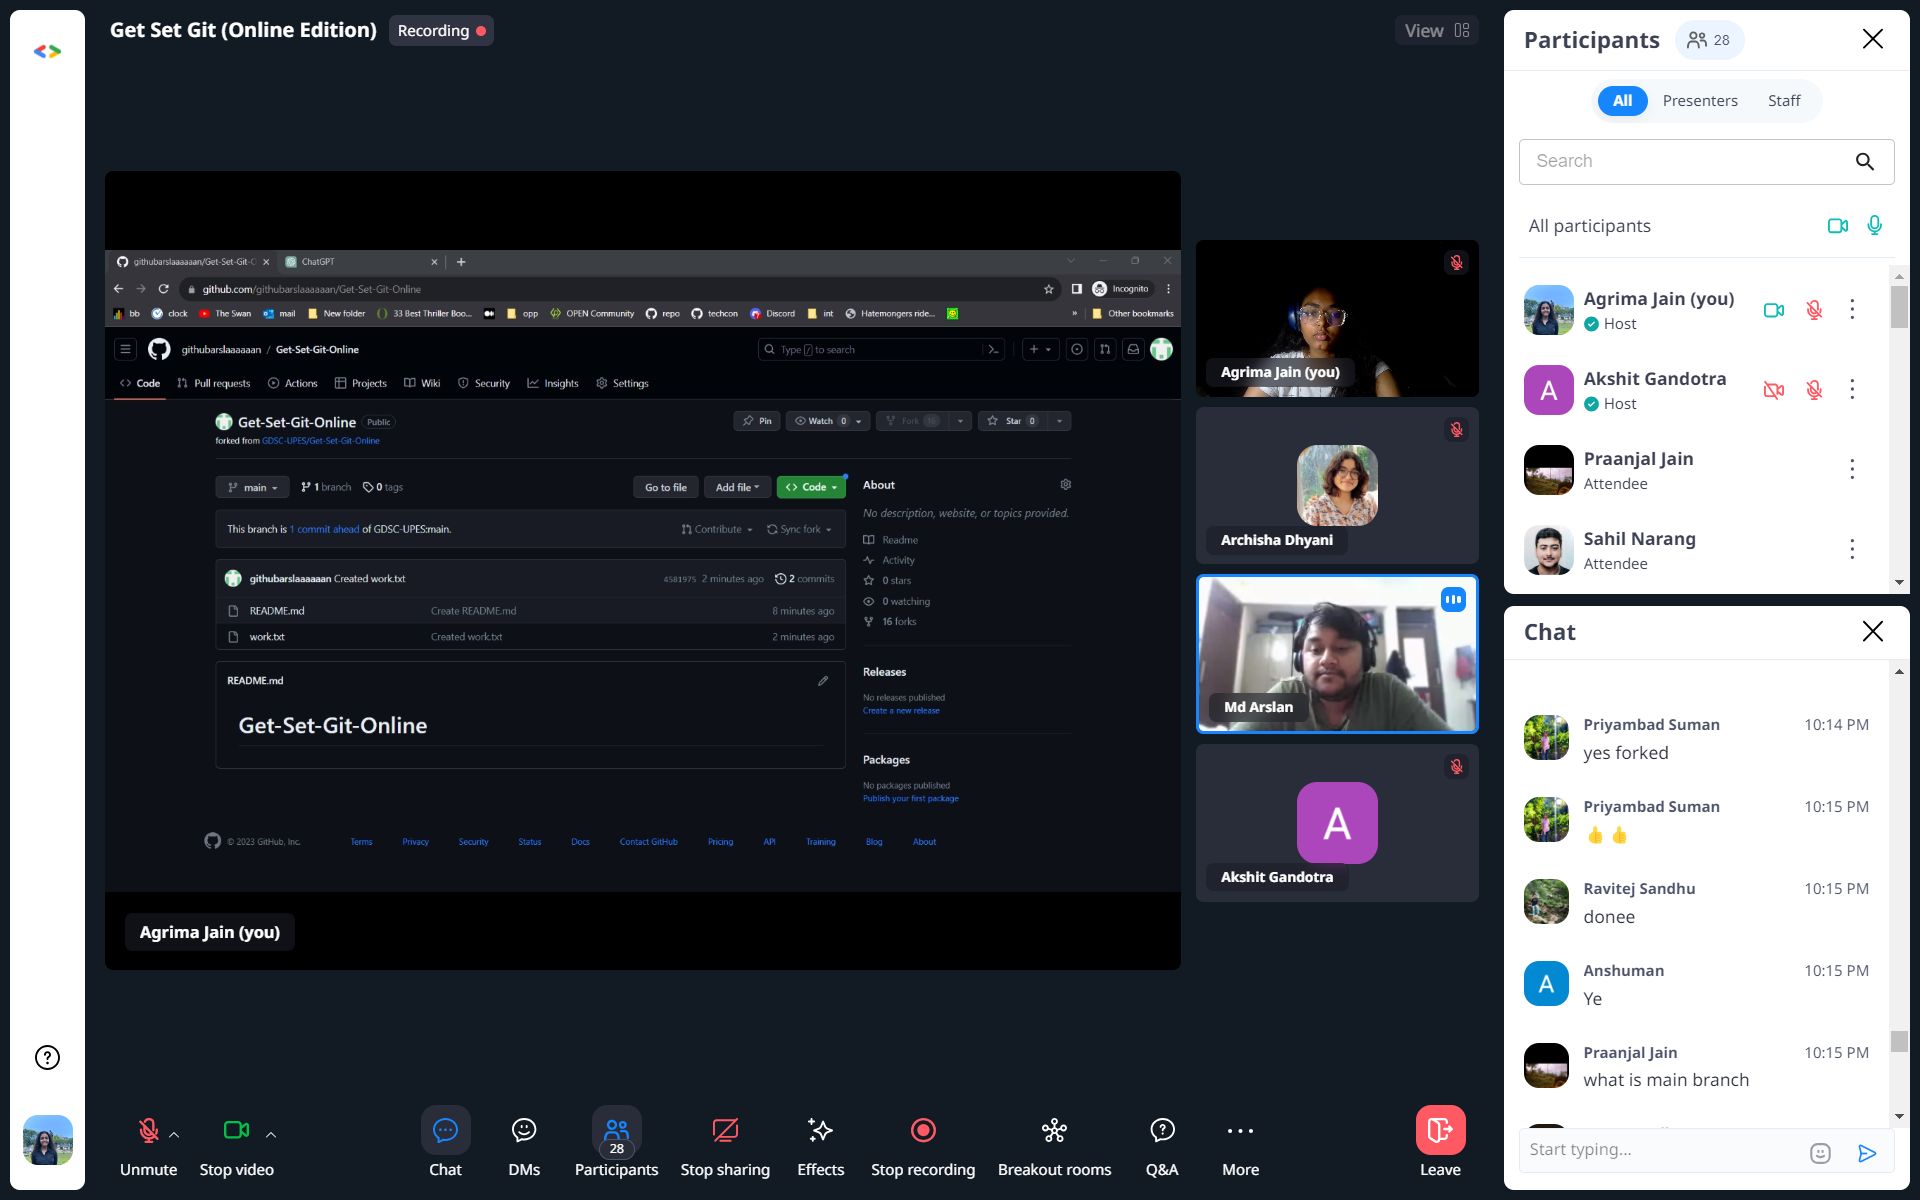 Get Set Git (Online Edition)
Recording
View
githubarslaaaaaan/Get-Set-Git-O
ChatGPT
github.com/githubarslaaaaaan/Get-Set-Git-Online
Incognito
bb
clock
The Swan
mail
New folder
33 Best Thriller Boo...
opp
OPEN Community
repo
techcon
Discord
int
Hatemongers ride...
»
Other bookmarks
githubarslaaaaaan / Get-Set-Git-Online
Type / to search
Code
Pull requests
Actions
Projects
Wiki
Security
Insights
Settings
Get-Set-Git-Online
Public
Pin
Watch 0
Fork 16
Star 0
forked from GDSC-UPES/Get-Set-Git-Online
main
1 branch
0 tags
Go to file
Add file
Code
This branch is 1 commit ahead of GDSC-UPES:main.
Contribute
Sync fork
githubarslaaaaaan Created work.txt
4581975 2 minutes ago
2 commits
README.md
Create README.md
8 minutes ago
work.txt
Created work.txt
2 minutes ago
README.md
Get-Set-Git-Online
About
No description, website, or topics provided.
Readme
Activity
0 stars
0 watching
16 forks
Releases
No releases published
Create a new release
Packages
No packages published
Publish your first package
© 2023 GitHub, Inc.
Terms
Privacy
Security
Status
Docs
Contact GitHub
Pricing
API
Training
Blog
About
Agrima Jain (you)
Agrima Jain (you)
Archisha Dhyani
Md Arslan
A
Akshit Gandotra
Participants
28
All
Presenters
Staff
Search
All participants
Agrima Jain (you)
Host
A
Akshit Gandotra
Host
Praanjal Jain
Attendee
Sahil Narang
Attendee
Chat
Priyambad Suman 10:14 PM
yes forked
Priyambad Suman 10:15 PM
👍 👍
Ravitej Sandhu 10:15 PM
donee
A
Anshuman 10:15 PM
Ye
Praanjal Jain 10:15 PM
what is main branch
Start typing...
?
Unmute
Stop video
Chat
DMs
28
Participants
Stop sharing
Effects
Stop recording
Breakout rooms
Q&A
More
Leave